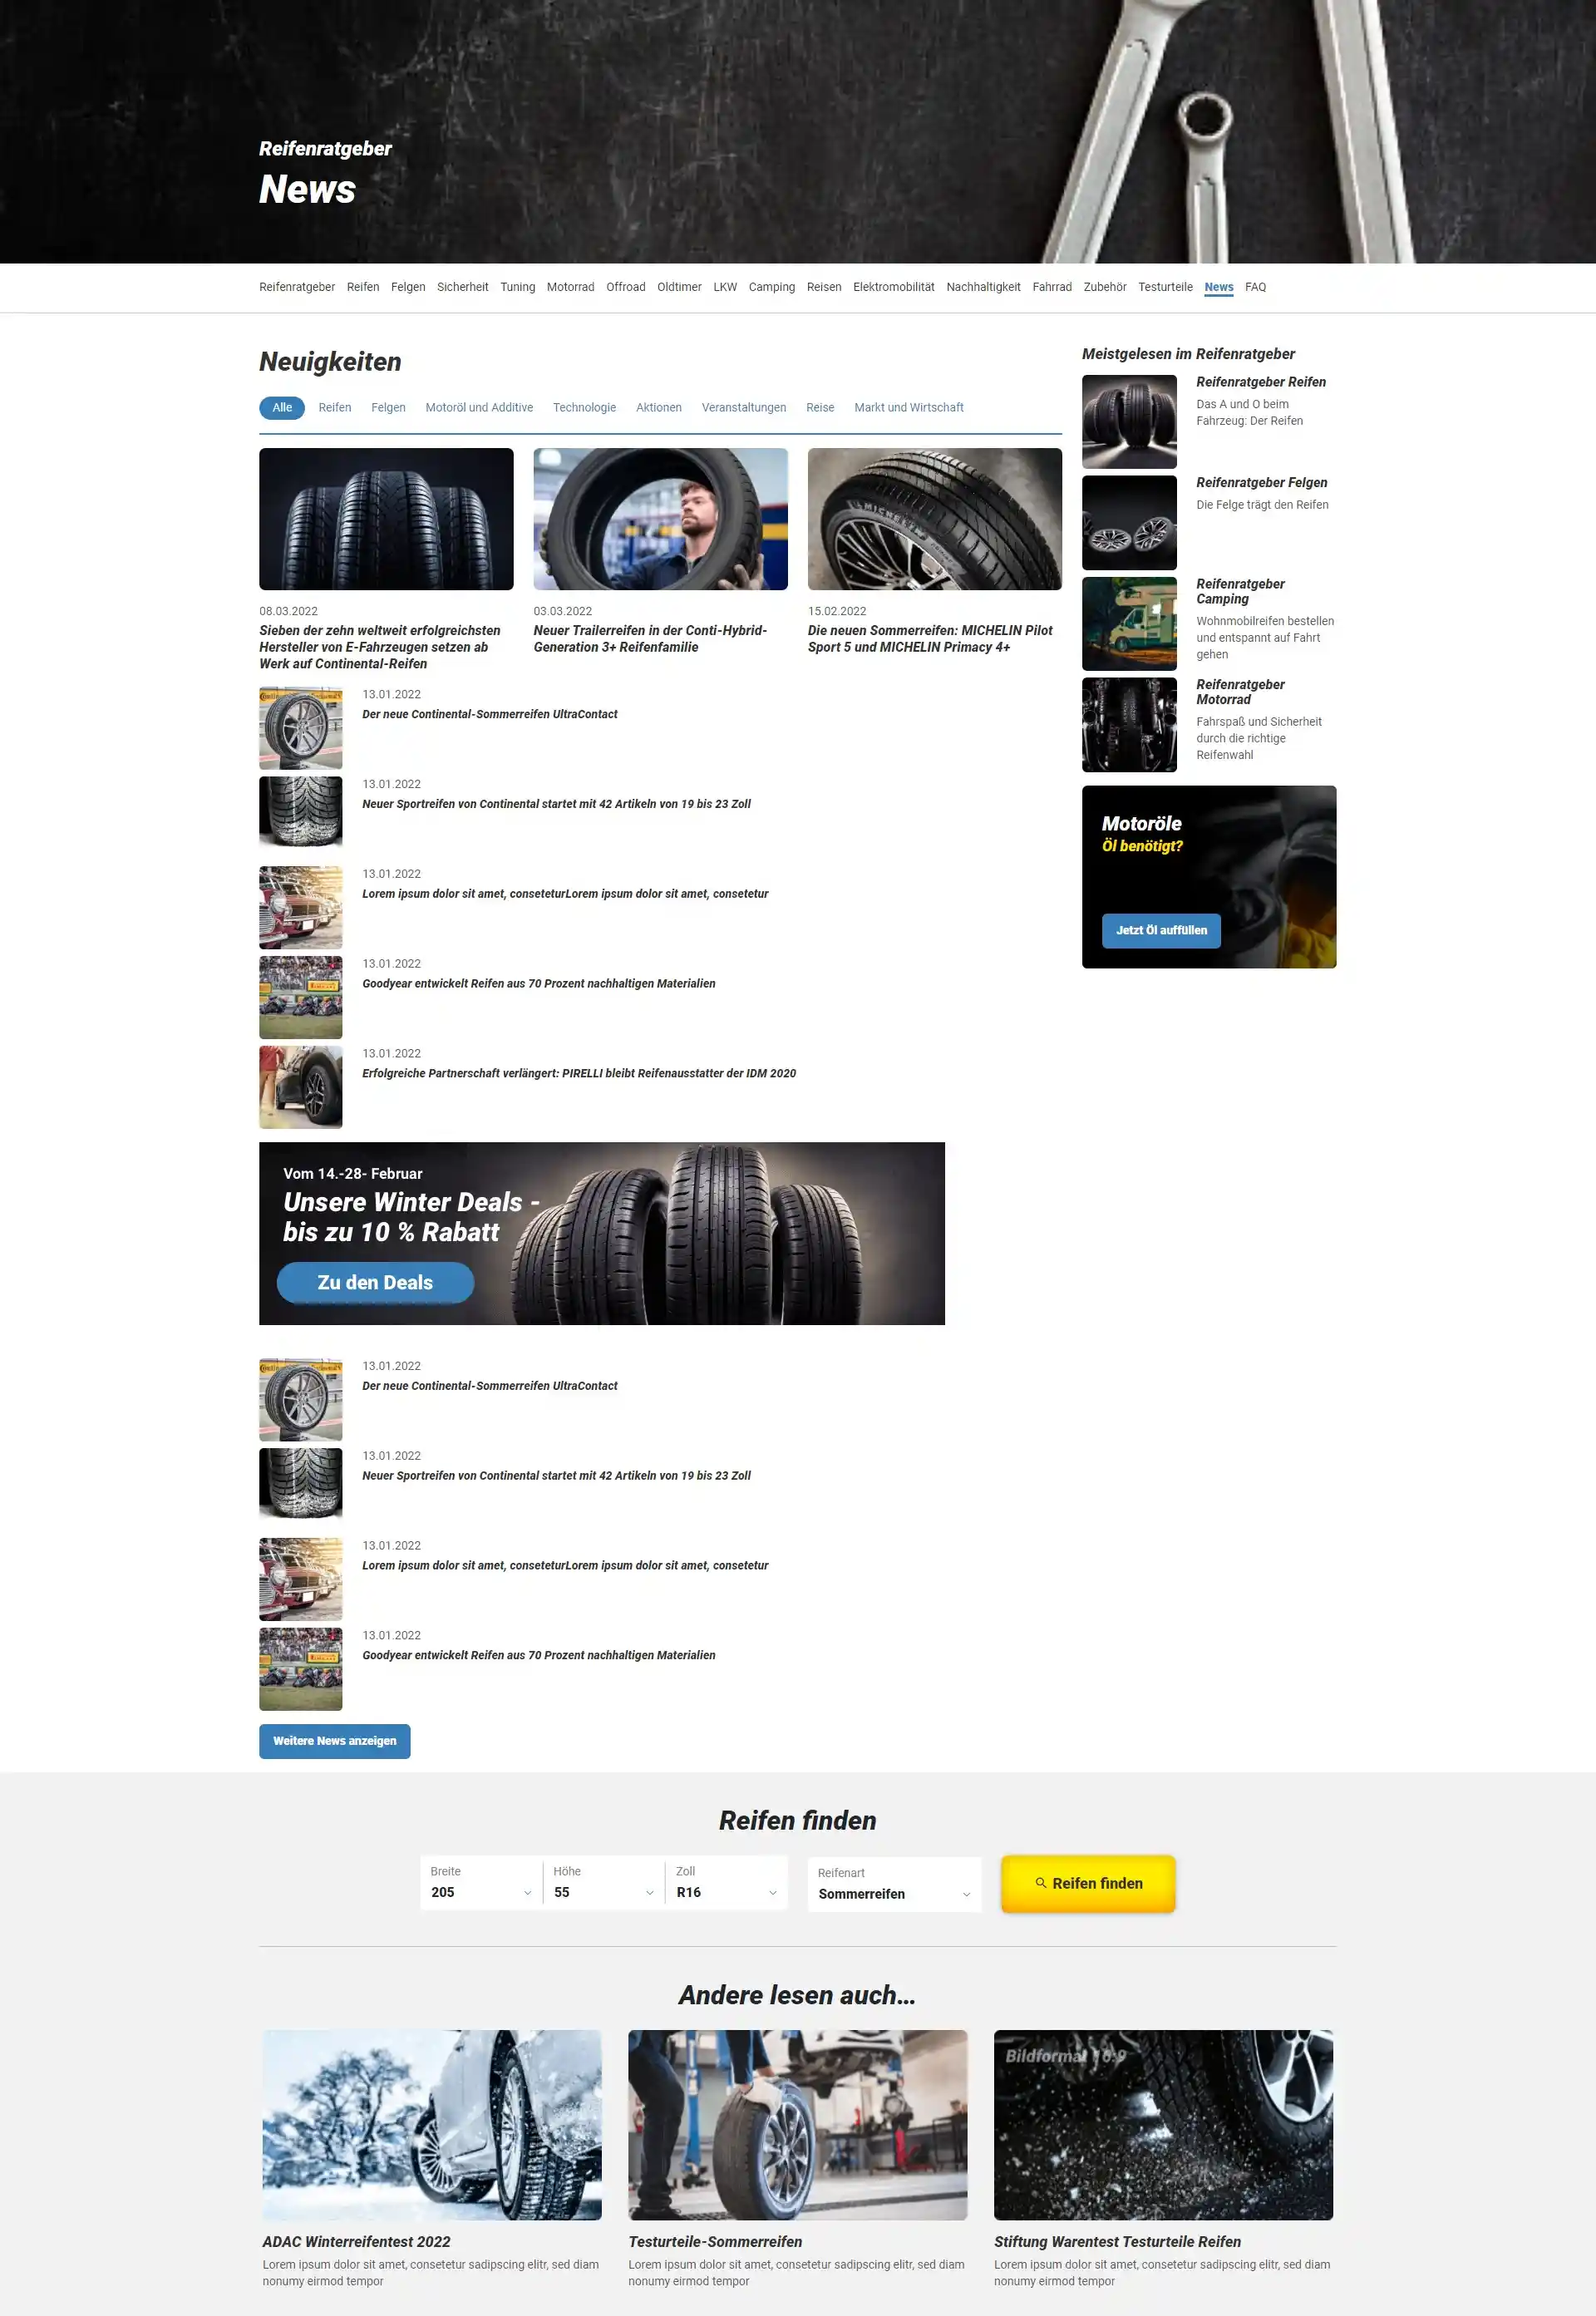 Reifenratgeber
News
Reifenratgeber Reifen Felgen Sicherheit Tuning Motorrad Offroad Oldtimer LKW Camping Reisen Elektromobilität Nachhaltigkeit Fahrrad Zubehör Testurteile News FAQ
Neuigkeiten
Alle Reifen Felgen Motoröl und Additive Technologie Aktionen Veranstaltungen Reise Markt und Wirtschaft
08.03.2022
Sieben der zehn weltweit erfolgreichsten
Hersteller von E-Fahrzeugen setzen ab
Werk auf Continental-Reifen
03.03.2022
Neuer Trailerreifen in der Conti-Hybrid-
Generation 3+ Reifenfamilie
MICHELIN
15.02.2022
Die neuen Sommerreifen: MICHELIN Pilot
Sport 5 und MICHELIN Primacy 4+
13.01.2022
Der neue Continental-Sommerreifen UltraContact
13.01.2022
Neuer Sportreifen von Continental startet mit 42 Artikeln von 19 bis 23 Zoll
13.01.2022
Lorem ipsum dolor sit amet, conseteturLorem ipsum dolor sit amet, consetetur
13.01.2022
Goodyear entwickelt Reifen aus 70 Prozent nachhaltigen Materialien
13.01.2022
Erfolgreiche Partnerschaft verlängert: PIRELLI bleibt Reifenausstatter der IDM 2020
Vom 14.-28- Februar
Unsere Winter Deals -
bis zu 10 % Rabatt
Zu den Deals
13.01.2022
Der neue Continental-Sommerreifen UltraContact
13.01.2022
Neuer Sportreifen von Continental startet mit 42 Artikeln von 19 bis 23 Zoll
13.01.2022
Lorem ipsum dolor sit amet, conseteturLorem ipsum dolor sit amet, consetetur
13.01.2022
Goodyear entwickelt Reifen aus 70 Prozent nachhaltigen Materialien
Weitere News anzeigen
Meistgelesen im Reifenratgeber
Reifenratgeber Reifen
Das A und O beim
Fahrzeug: Der Reifen
Reifenratgeber Felgen
Die Felge trägt den Reifen
Reifenratgeber
Camping
Wohnmobilreifen bestellen
und entspannt auf Fahrt
gehen
Reifenratgeber
Motorrad
Fahrspaß und Sicherheit
durch die richtige
Reifenwahl
Motoröle
Öl benötigt?
Jetzt Öl auffüllen
Reifen finden
Breite
205
Höhe
55
Zoll
R16
Reifenart
Sommerreifen
Reifen finden
Andere lesen auch...
ADAC Winterreifentest 2022
Lorem ipsum dolor sit amet, consetetur sadipscing elitr, sed diam
nonumy eirmod tempor
Testurteile-Sommerreifen
Lorem ipsum dolor sit amet, consetetur sadipscing elitr, sed diam
nonumy eirmod tempor
Bildformat 16:9
Stiftung Warentest Testurteile Reifen
Lorem ipsum dolor sit amet, consetetur sadipscing elitr, sed diam
nonumy eirmod tempor